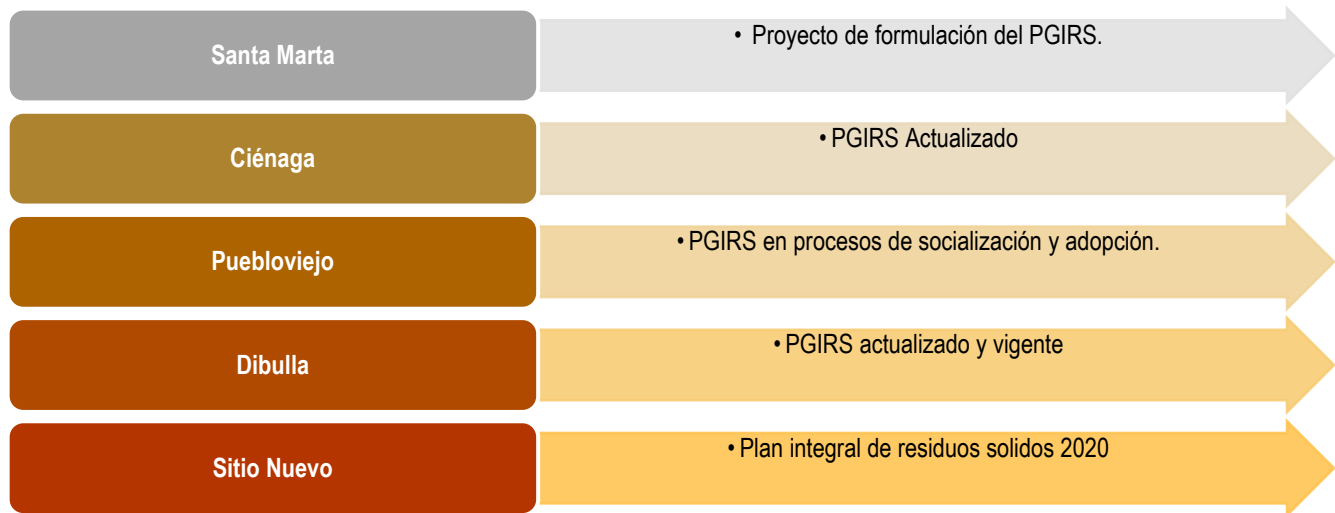 Santa Marta
• Proyecto de formulación del PGIRS.
Ciénaga
• PGIRS Actualizado
Puebloviejo
• PGIRS en procesos de socialización y adopción.
Dibulla
• PGIRS actualizado y vigente
Sitio Nuevo
• Plan integral de residuos solidos 2020